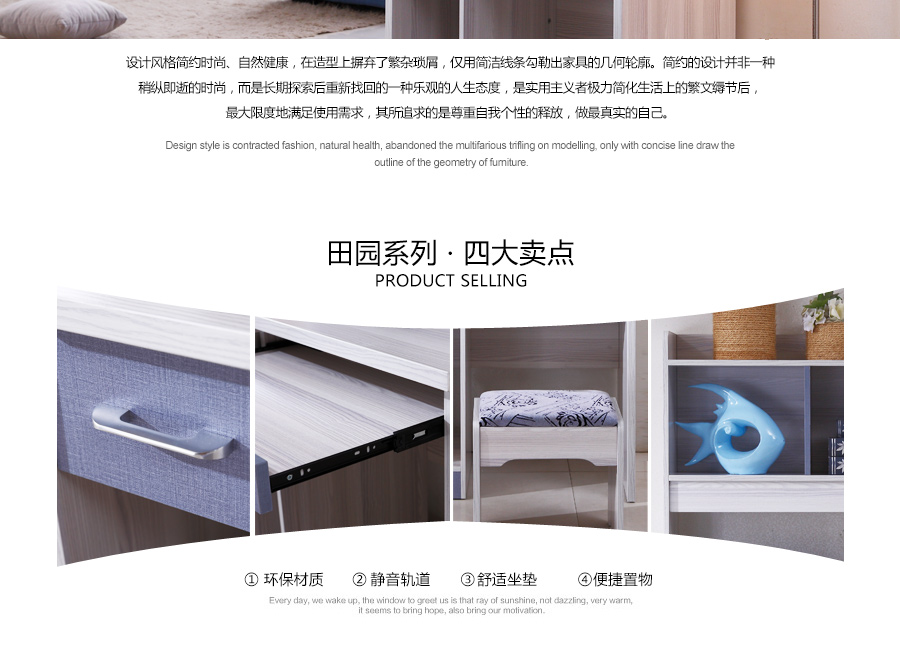 设计风格简约时尚、自然健康，在造型上摒弃了繁杂琐屑，仅用简洁线条勾勒出家具的几何轮廓。简约的设计并非一种
稍纵即逝的时尚，而是长期探索后重新找回的一种乐观的人生态度，是实用主义者极力简化生活上的繁文缛节后，
最大限度地满足使用需求，其所追求的是尊重自我个性的释放，做最真实的自己。
Design style is contracted fashion, natural health, abandoned the multifarious trifling on modelling, only with concise line draw the
outline of the geometry of furniture.
田园系列 · 四大卖点
PRODUCT SELLING
① 环保材质 ② 静音轨道 ③舒适坐垫 ④便捷置物
Every day, we wake up, the window to greet us is that ray of sunshine, not dazzling, very warm,
it seems to bring hope, also bring our motivation.